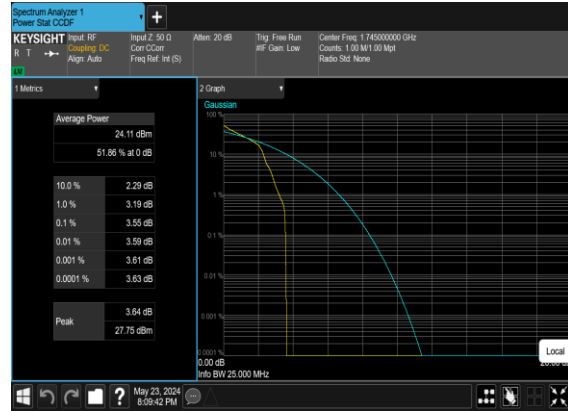 Spectrum Analyzer 1
Power Stat CCDF
KEYSIGHT
R T
LM
Input: RF
Coupling: DC
Align: Auto
Input Z: 50 Ω
Corr CCorr
Freq Ref: Int (S)
Atten: 20 dB
Trig: Free Run
#IF Gain: Low
Center Freq: 1.745000000 GHz
Counts: 1.00 M/1.00 Mpt
Radio Std: None
1 Metrics
Average Power
24.11 dBm
51.86 % at 0 dB
10.0 % 2.29 dB
1.0 % 3.19 dB
0.1 % 3.55 dB
0.01 % 3.59 dB
0.001 % 3.61 dB
0.0001 % 3.63 dB
Peak
3.64 dB
27.75 dBm
2 Graph
Gaussian
100 %
10 %
1 %
0.1 %
0.01 %
0.001 %
0.0001 %
0.00 dB
Info BW 25.000 MHz
Local
May 23, 2024
8:09:42 PM